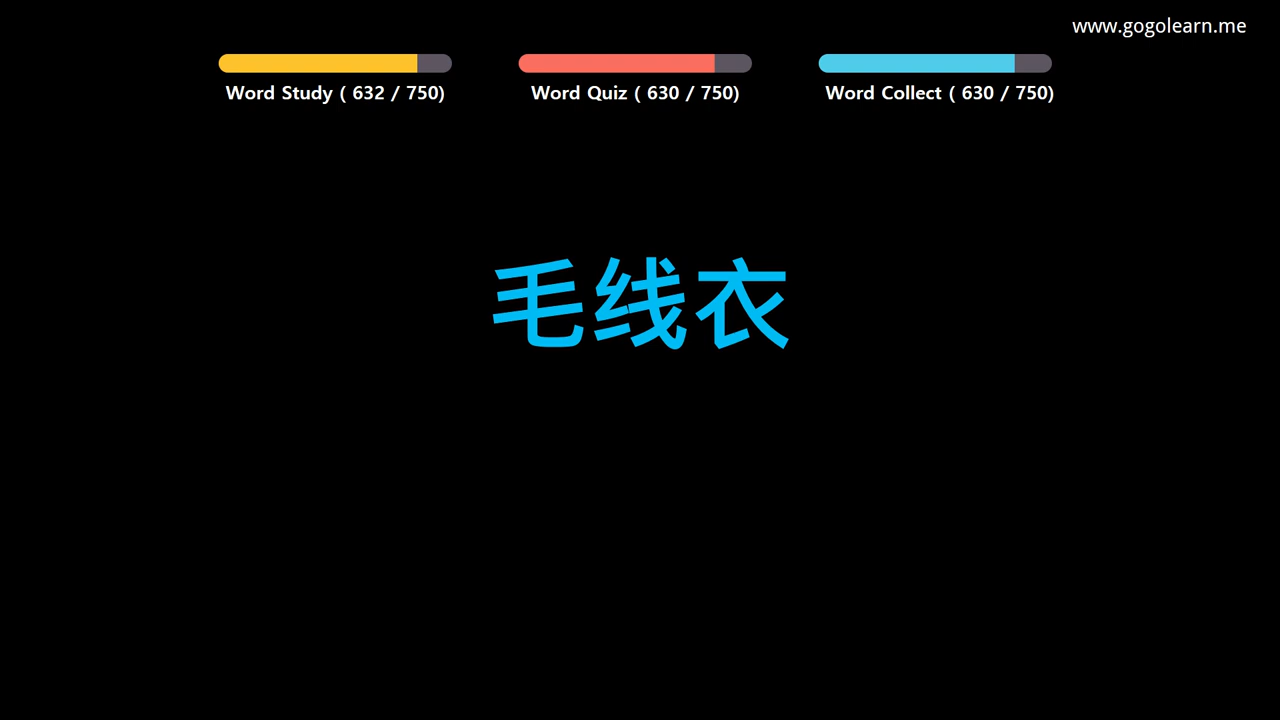 www.gogolearn.me
Word Study ( 632 / 750)
Word Quiz ( 630 / 750)
Word Collect ( 630 / 750)
毛线衣